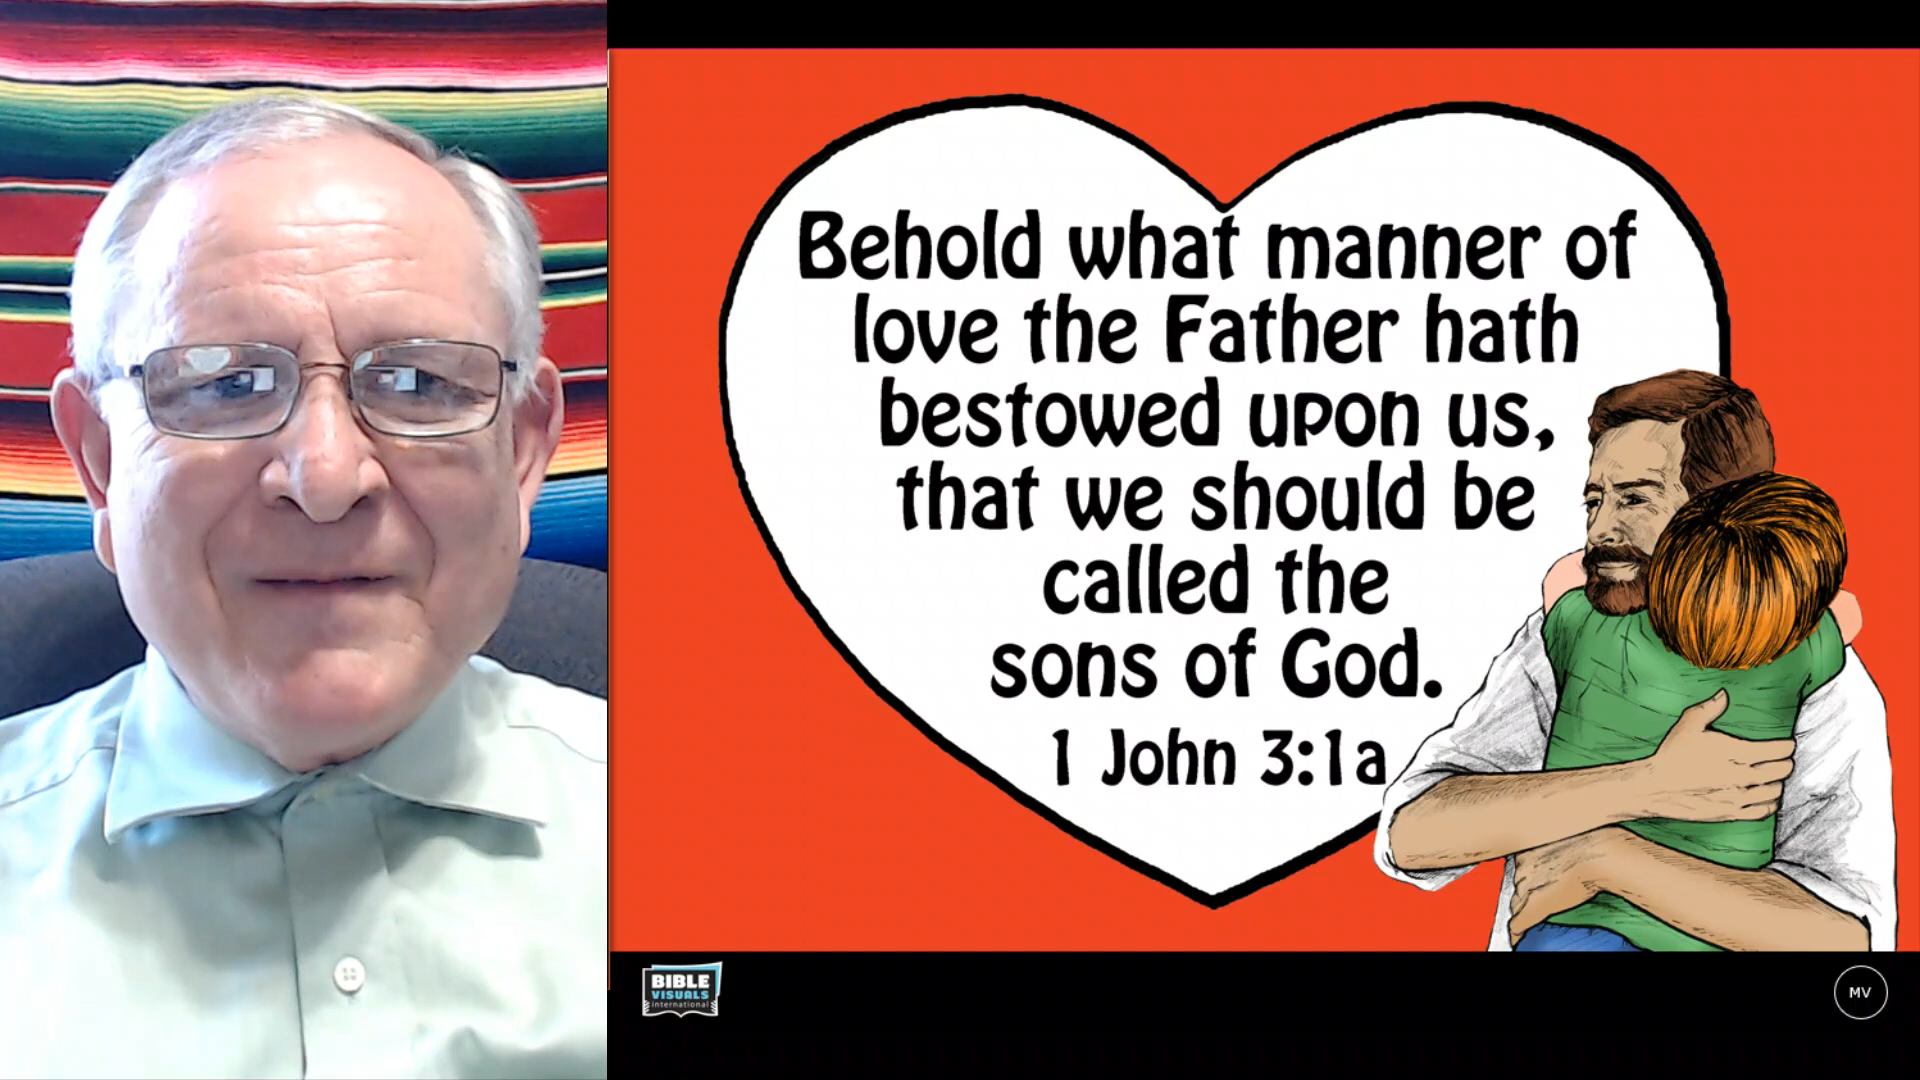 Behold what manner of
love the Father hath
bestowed upon us,
that we should be
called the
sons of God.
1 John 3:1a
BIBLE
VISUALS
international
MV